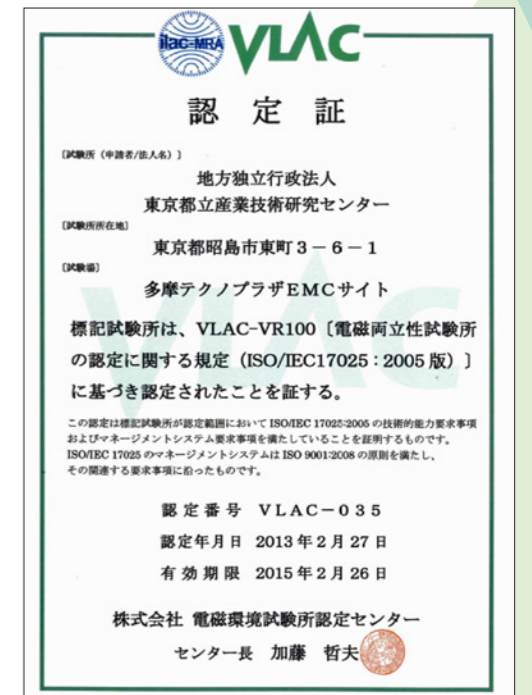 ilac-MRA
VLAC
認 定 証
〔試験所（申請者/法人名）〕
地方独立行政法人
東京都立産業技術研究センター
〔試験所所在地〕
東京都昭島市東町３－６－１
〔試験場〕
多摩テクノプラザＥＭＣサイト
標記試験所は、VLAC-VR100〔電磁両立性試験所
の認定に関する規定（ISO/IEC17025：2005 版）〕
に基づき認定されたことを証する。
この認定は標記試験所が認定範囲において ISO/IEC 17025:2005 の技術的能力要求事項
およびマネージメントシステム要求事項を満たしていることを証明するものです。
ISO/IEC 17025 のマネージメントシステムは ISO 9001:2008 の原則を満たし、
その関連する要求事項に沿ったものです。
認 定 番 号 ＶＬＡＣ－０３５
認定年月日 2013 年 2 月 27 日
有 効 期 限 2015 年 2 月 26 日
株式会社 電磁環境試験所認定センター
センター長 加藤 哲夫